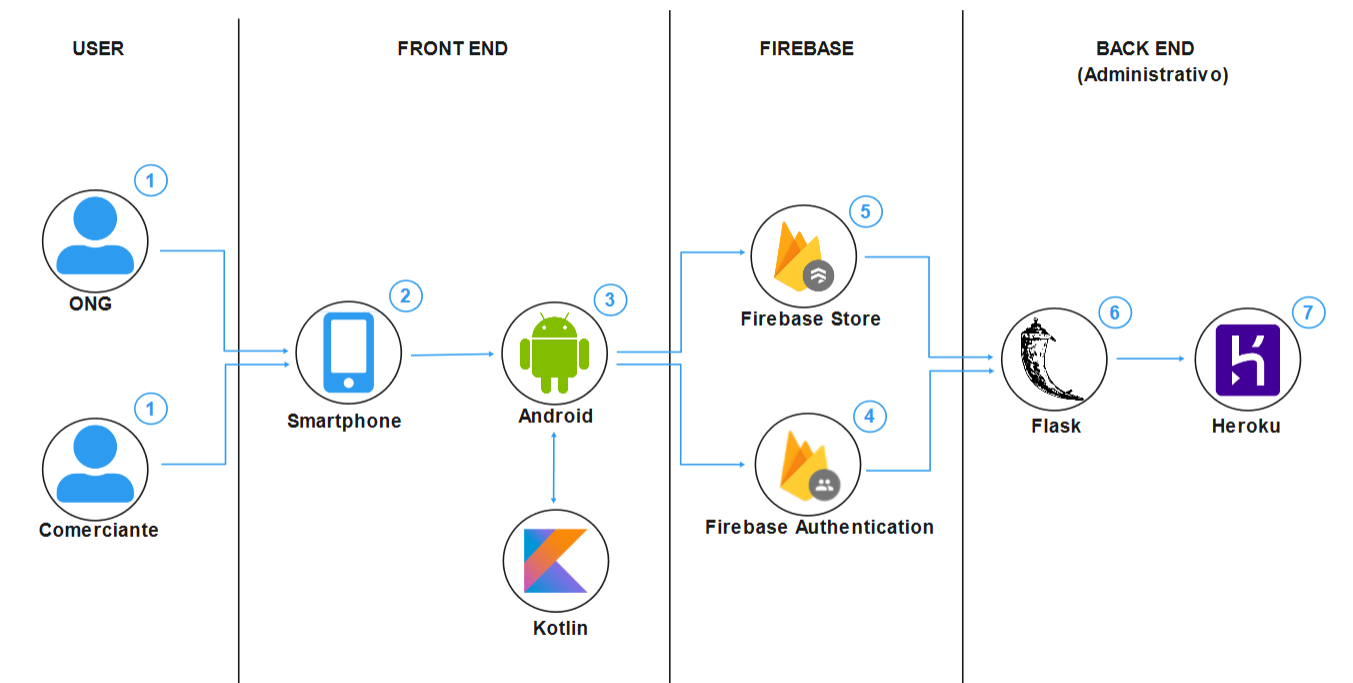 USER
FRONT END
FIREBASE
BACK END
(Administrativo)
1
ONG
1
Comerciante
2
Smartphone
3
Android
Kotlin
5
Firebase Store
4
Firebase Authentication
6
Flask
7
Heroku